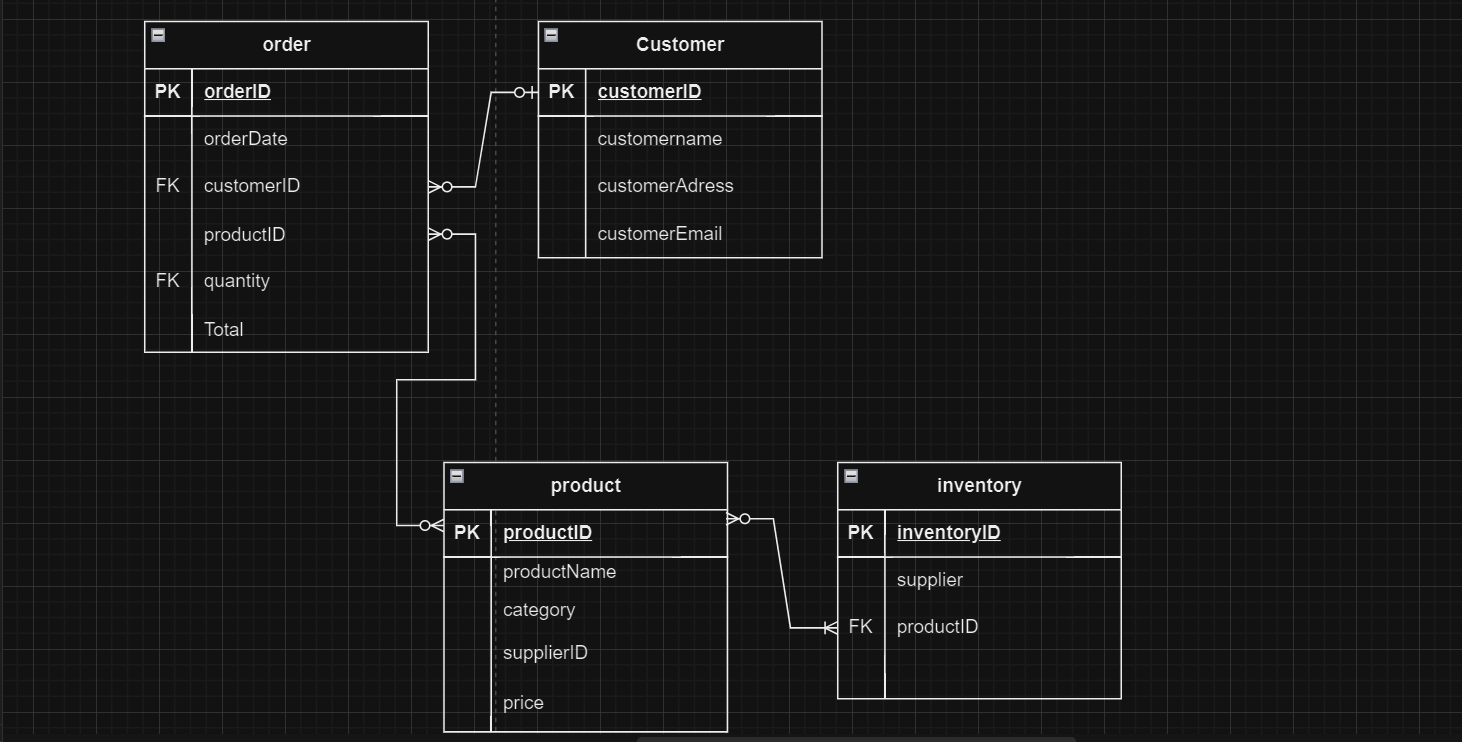 order
PK orderID
orderDate
FK customerID
productID
FK quantity
Total
Customer
PK customerID
customername
customerAdress
customerEmail
product
PK productID
productName
category
supplierID
price
inventory
PK inventoryID
supplier
FK productID